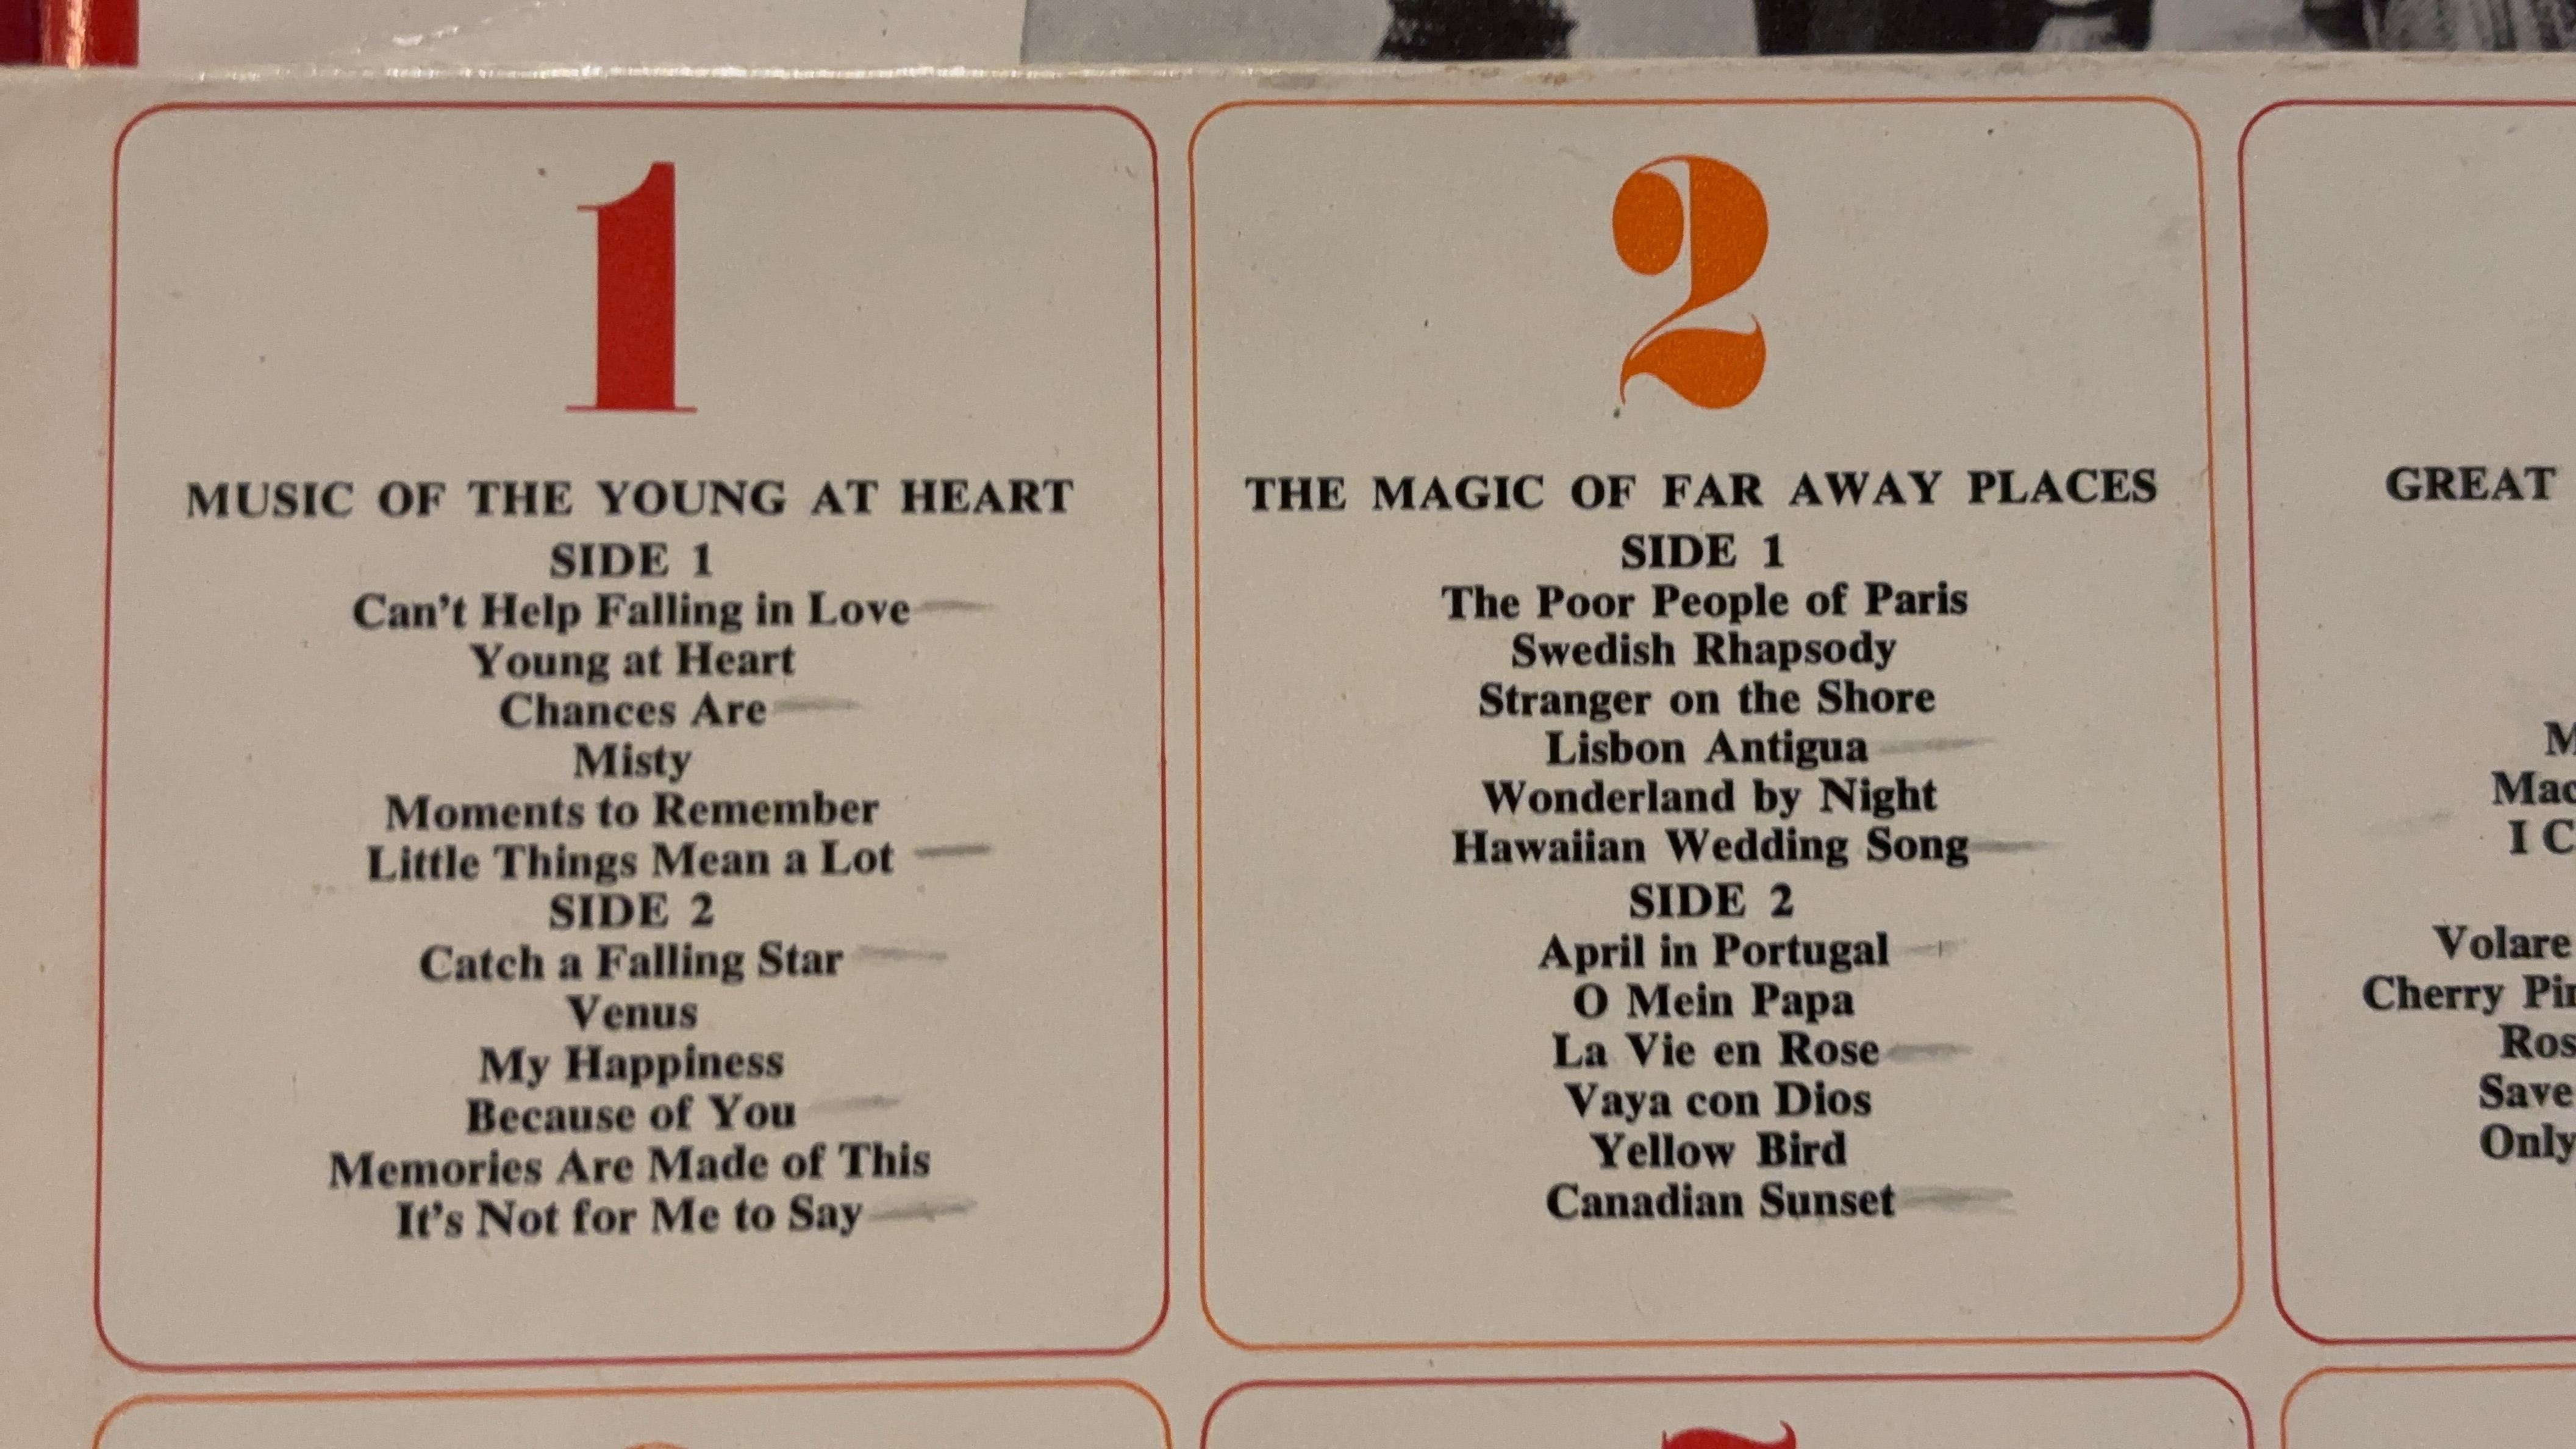 1
MUSIC OF THE YOUNG AT HEART
SIDE 1
Can't Help Falling in Love
Young at Heart
Chances Are
Misty
Moments to Remember
Little Things Mean a Lot
SIDE 2
Catch a Falling Star
Venus
My Happiness
Because of You
Memories Are Made of This
It's Not for Me to Say
2
THE MAGIC OF FAR AWAY PLACES
SIDE 1
The Poor People of Paris
Swedish Rhapsody
Stranger on the Shore
Lisbon Antigua
Wonderland by Night
Hawaiian Wedding Song
SIDE 2
April in Portugal
O Mein Papa
La Vie en Rose
Vaya con Dios
Yellow Bird
Canadian Sunset
GREAT
I
Volare
Cherry
Save
Only